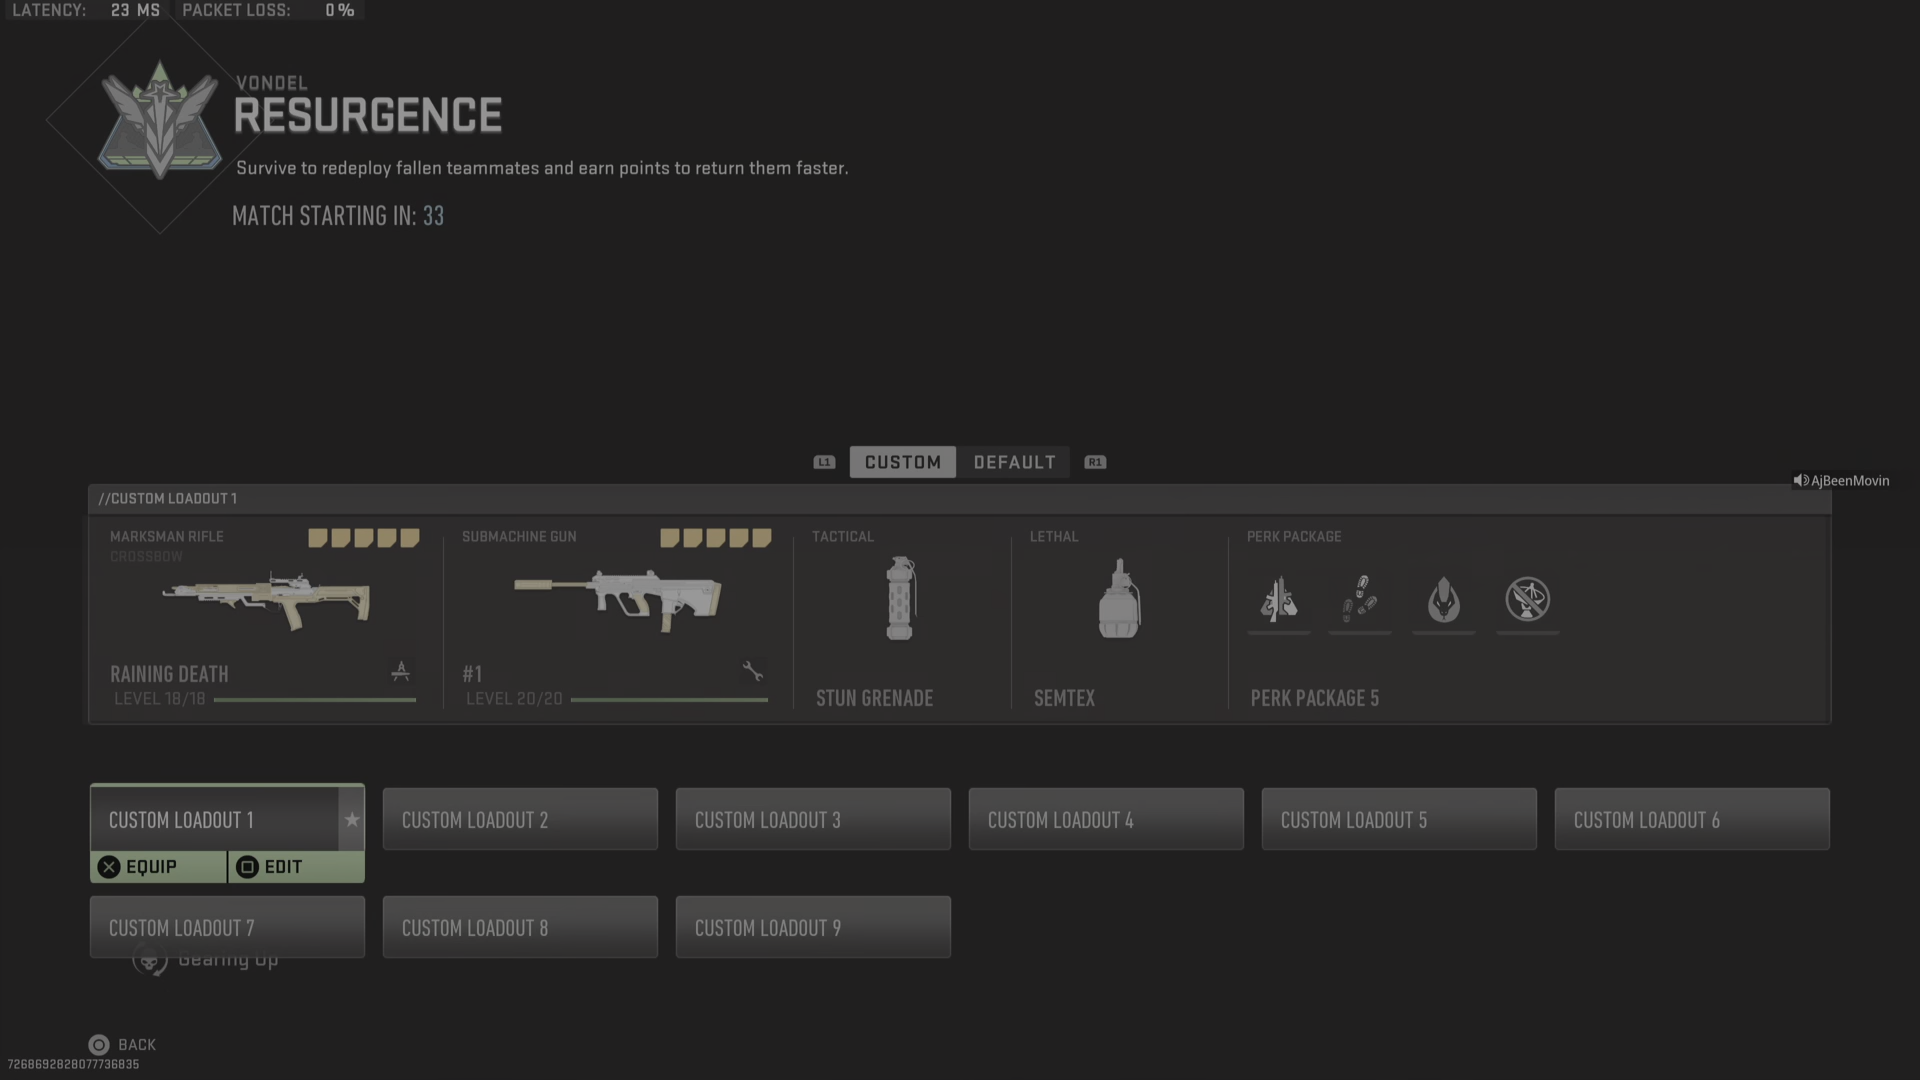 LATENCY: 23 MS PACKET LOSS: 0%
VONDEL
RESURGENCE
Survive to redeploy fallen teammates and earn points to return them faster.
MATCH STARTING IN: 33
L1 CUSTOM DEFAULT R1
AjBeenMovin
//CUSTOM LOADOUT 1
MARKSMAN RIFLE
CROSSBOW
RAINING DEATH
LEVEL 18/18
SUBMACHINE GUN
#1
LEVEL 20/20
TACTICAL
STUN GRENADE
LETHAL
SEMTEX
PERK PACKAGE
PERK PACKAGE 5
CUSTOM LOADOUT 1
EQUIP EDIT
CUSTOM LOADOUT 2
CUSTOM LOADOUT 3
CUSTOM LOADOUT 4
CUSTOM LOADOUT 5
CUSTOM LOADOUT 6
CUSTOM LOADOUT 7
CUSTOM LOADOUT 8
CUSTOM LOADOUT 9
Gearing Up
BACK
7268692828077736835